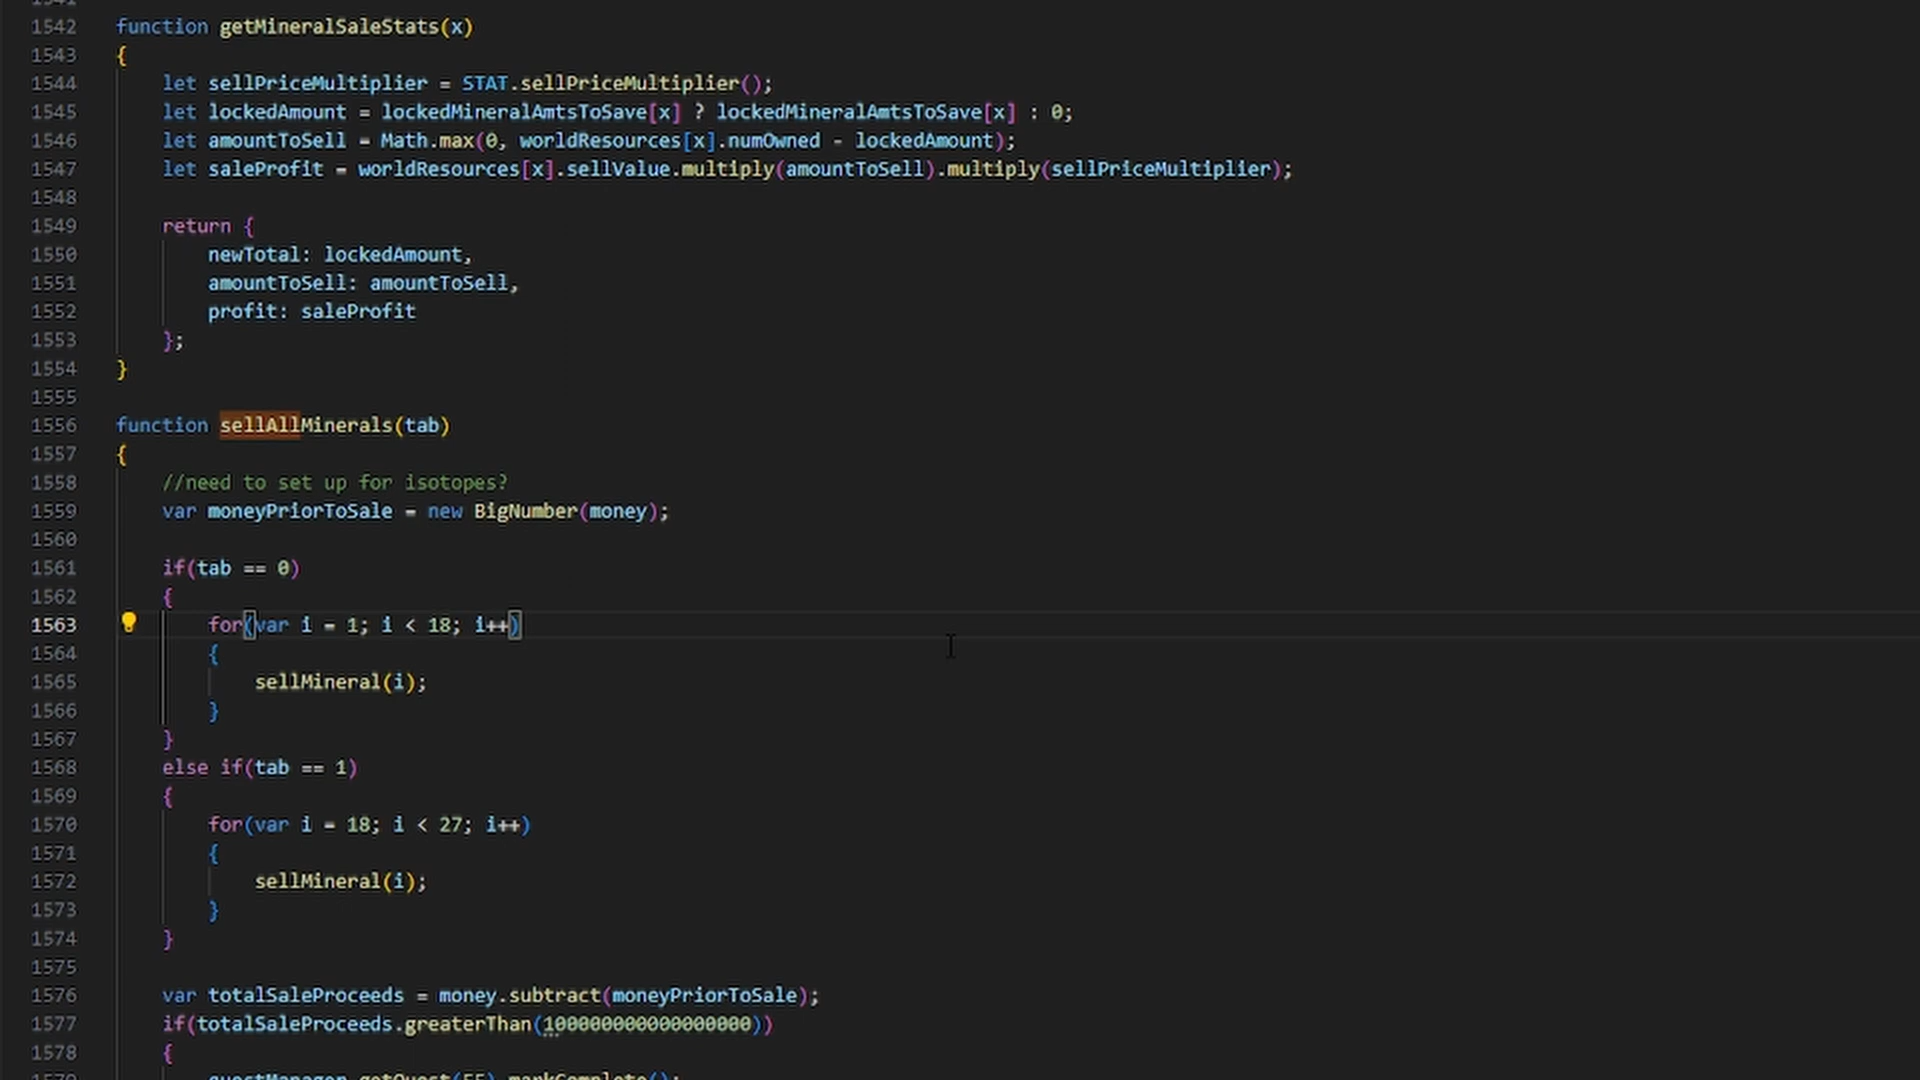 1542 function getMineralSaleStats(x)
1543 {
1544 let sellPriceMultiplier = STAT.sellPriceMultiplier();
1545 let lockedAmount = lockedMineralAmtsToSave[x] ? lockedMineralAmtsToSave[x] : 0;
1546 let amountToSell = Math.max(0, worldResources[x].numOwned - lockedAmount);
1547 let saleProfit = worldResources[x].sellValue.multiply(amountToSell).multiply(sellPriceMultiplier);
1548
1549 return {
1550 newTotal: lockedAmount,
1551 amountToSell: amountToSell,
1552 profit: saleProfit
1553 };
1554 }
1555
1556 function sellAllMinerals(tab)
1557 {
1558 //need to set up for isotopes?
1559 var moneyPriorToSale = new BigNumber(money);
1560
1561 if(tab == 0)
1562 {
1563 for(var i = 1; i < 18; i++)
1564 {
1565 sellMineral(i);
1566 }
1567 }
1568 else if(tab == 1)
1569 {
1570 for(var i = 18; i < 27; i++)
1571 {
1572 sellMineral(i);
1573 }
1574 }
1575
1576 var totalSaleProceeds = money.subtract(moneyPriorToSale);
1577 if(totalSaleProceeds.greaterThan(1000000000000000000))
1578 {